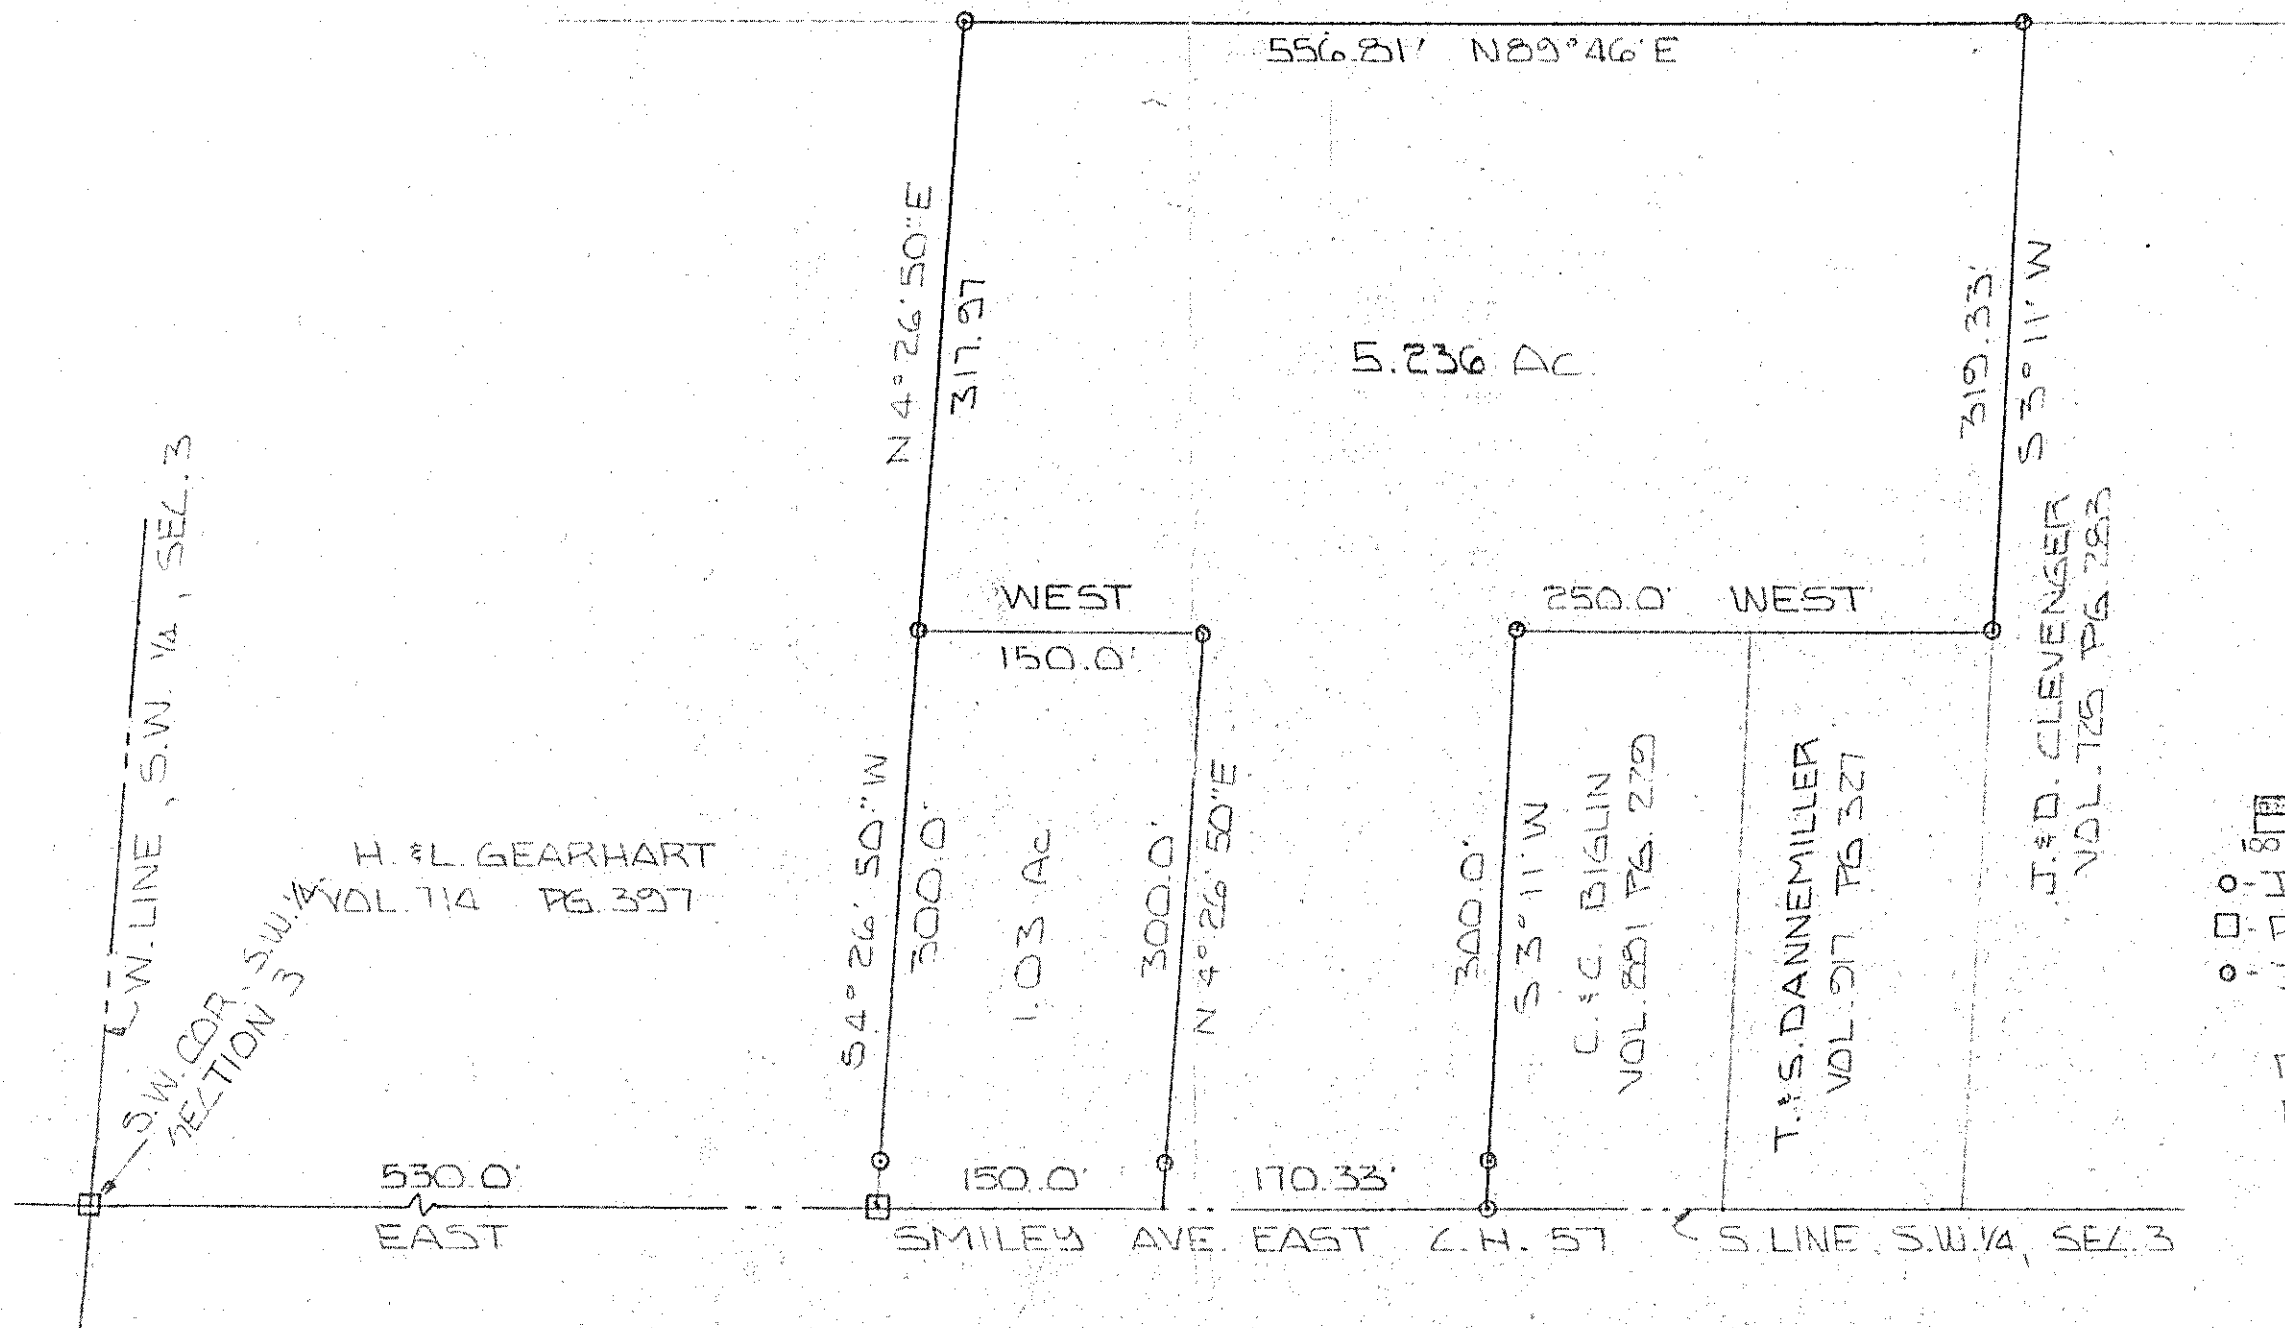 556.81' N89°46'E
N 4°26'50"E
317.97
5.236 AC.
319.33'
S 3°11' W
W. LINE, S.W. 1/4, SEC. 3
WEST
150.0'
250.0' WEST
J. & D. CLEVENGER
VOL. 725 PG. 283
H. & L. GEARHART
VOL. 714 PG. 397
S 4° 26' 50" W
300.0'
1.03 AC
300.0'
N 4° 26' 50"E
300.0'
S 3° 11' W
C. & C. BIGLIN
VOL. 891 PG. 279
T. & S. DANNEMILLER
VOL. 917 PG 327
S.W. COR. S.W. 1/4
SECTION 3
530.0'
EAST
150.0'
170.33'
SMILEY AVE. EAST C.H. 57
S. LINE. S.W. 1/4, SEC. 3